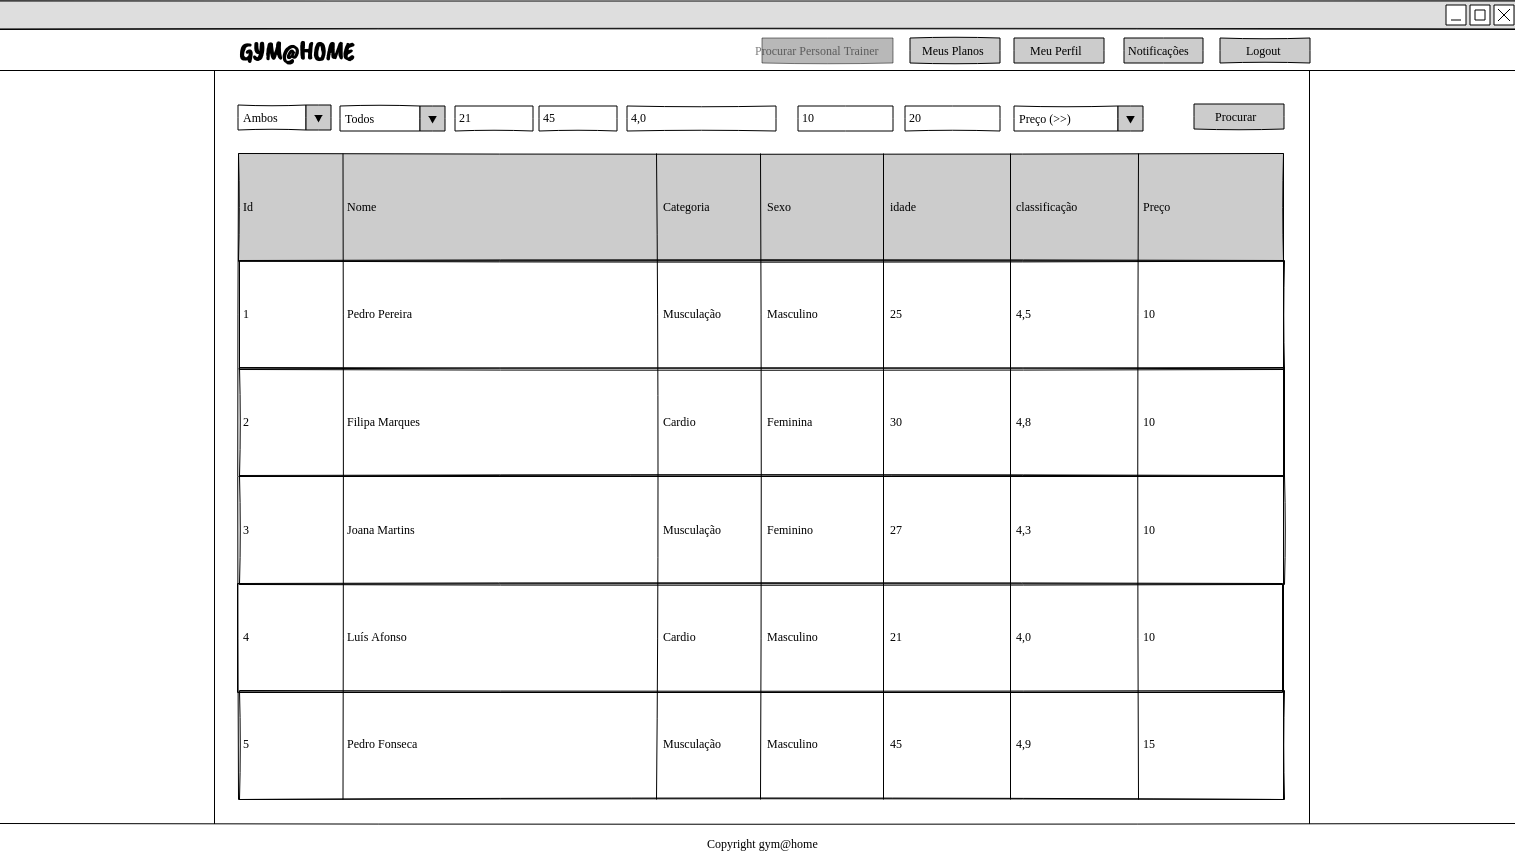 GYM@HOME
Procurar Personal Trainer Meus Planos Meu Perfil Notificações Logout
Ambos Todos 21 45 4,0 10 20 Preço (>>) Procurar
Id Nome Categoria Sexo idade classificação Preço
1 Pedro Pereira Musculação Masculino 25 4,5 10
2 Filipa Marques Cardio Feminina 30 4,8 10
3 Joana Martins Musculação Feminino 27 4,3 10
4 Luís Afonso Cardio Masculino 21 4,0 10
5 Pedro Fonseca Musculação Masculino 45 4,9 15
Copyright gym@home